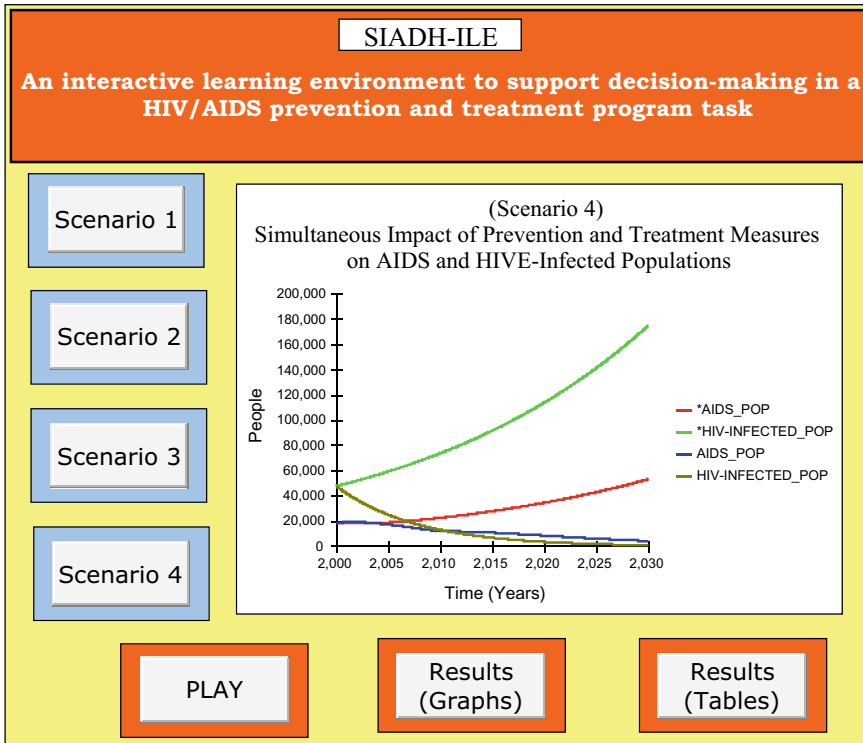 SIADH-ILE
An interactive learning environment to support decision-making in a
HIV/AIDS prevention and treatment program task
Scenario 1
Scenario 2
Scenario 3
Scenario 4
(Scenario 4)
Simultaneous Impact of Prevention and Treatment Measures
on AIDS and HIVE-Infected Populations
People
200,000
180,000
160,000
140,000
120,000
100,000
80,000
60,000
40,000
20,000
0
2,000 2,005 2,010 2,015 2,020 2,025 2,030
Time (Years)
*AIDS_POP
*HIV-INFECTED_POP
AIDS_POP
HIV-INFECTED_POP
PLAY
Results
(Graphs)
Results
(Tables)